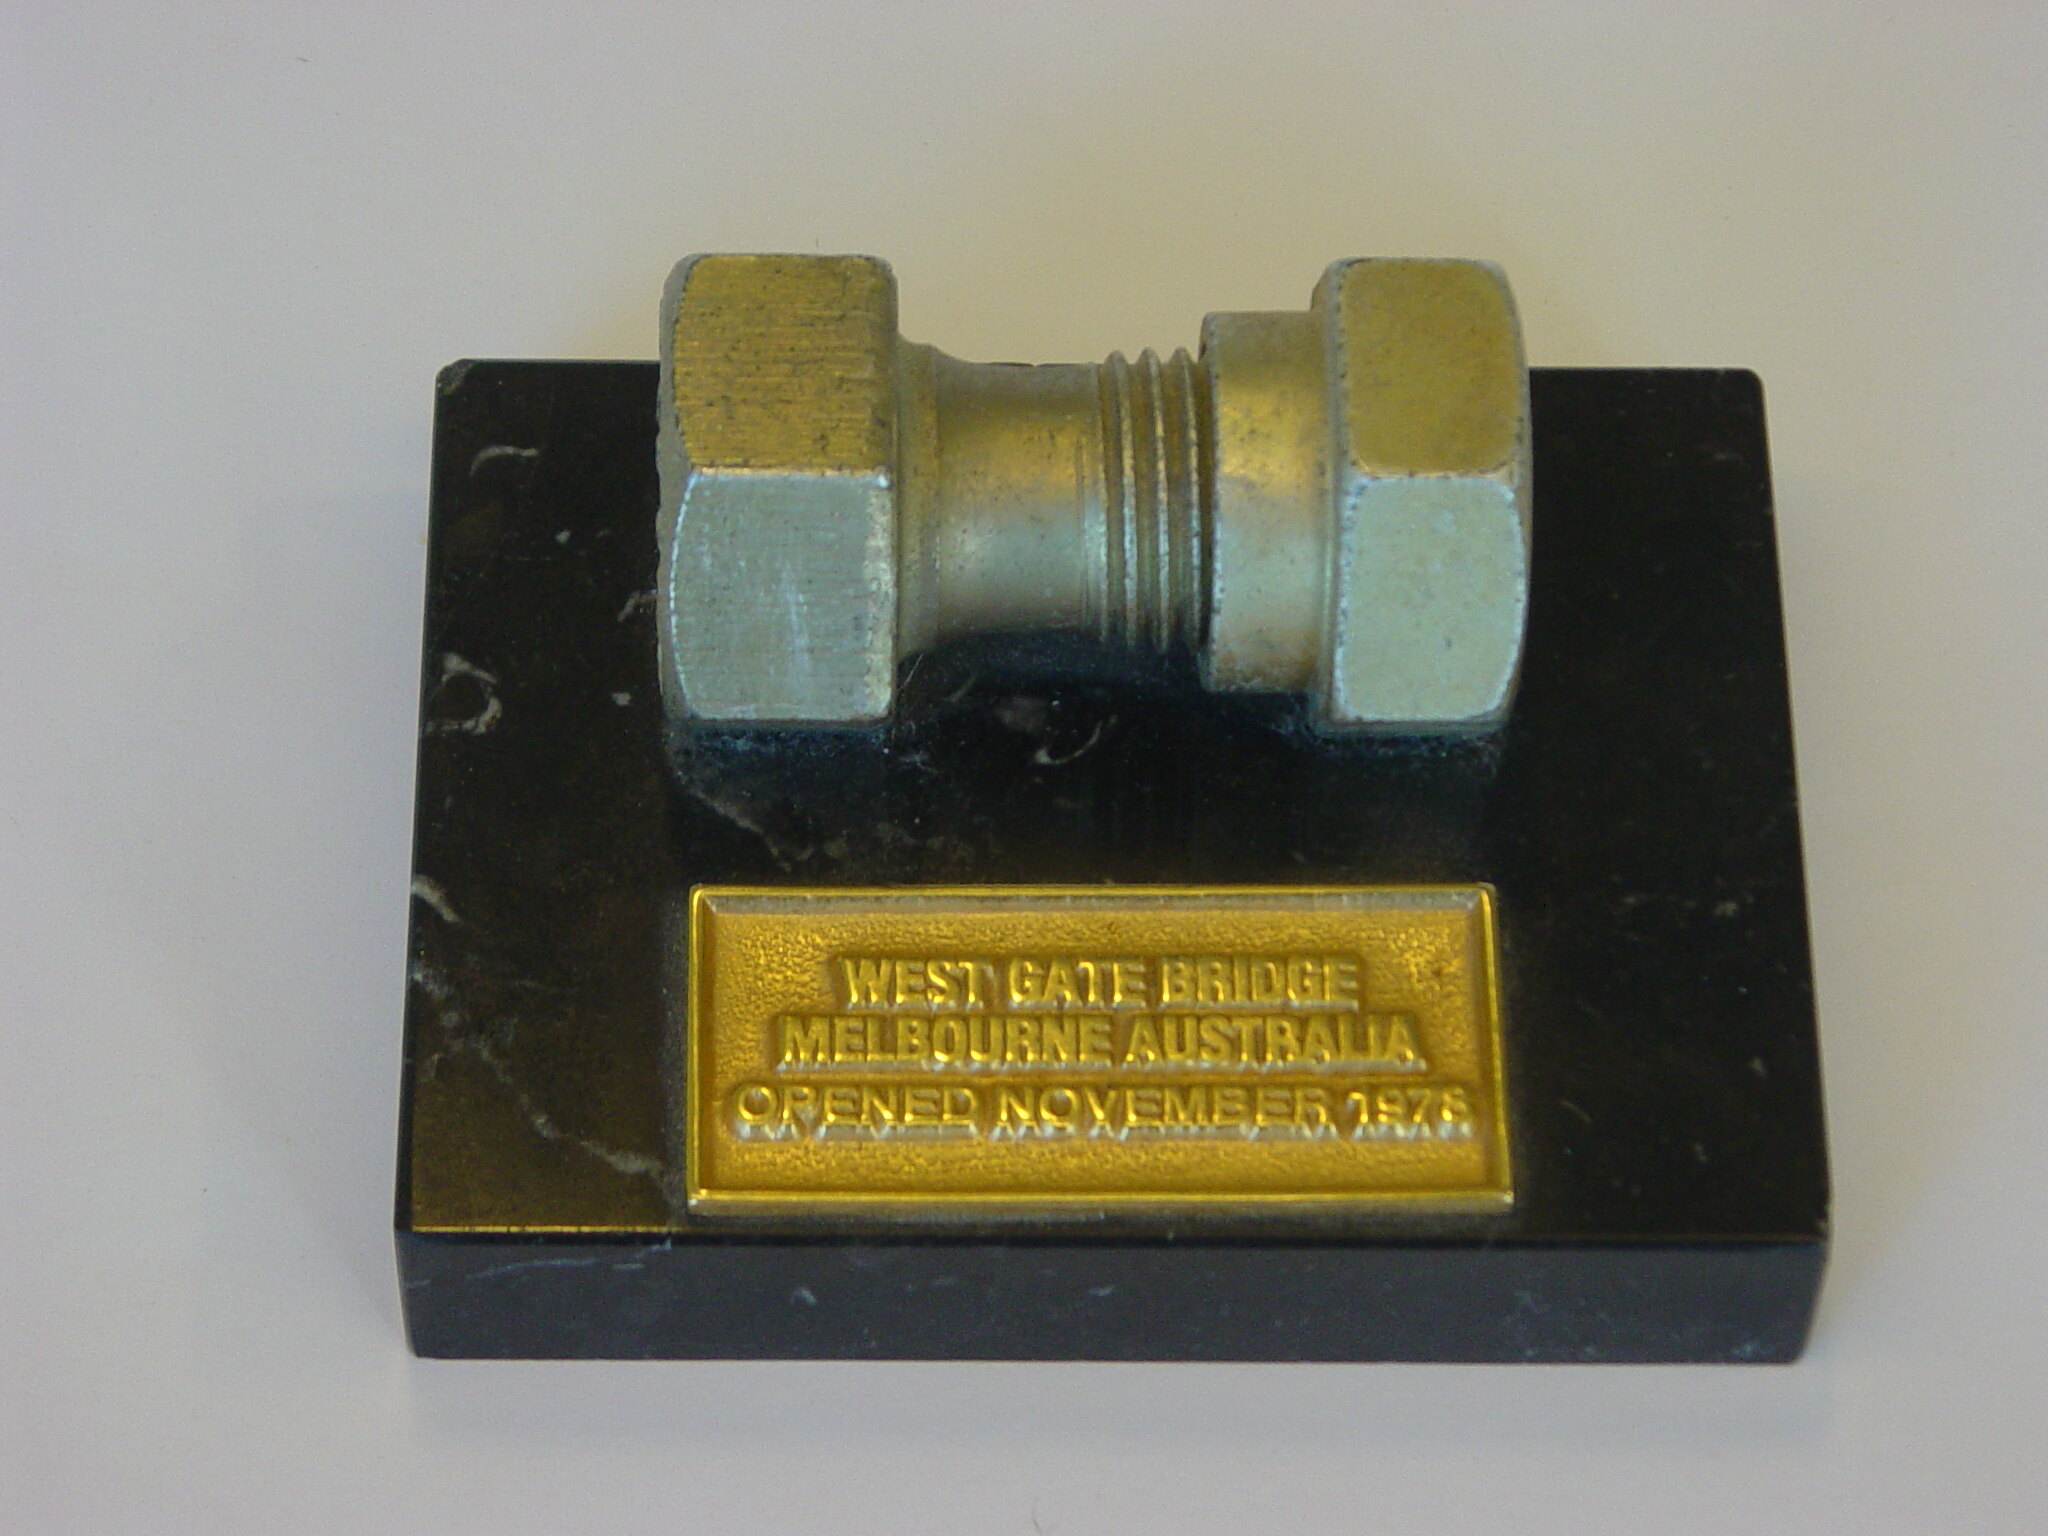 WEST GATE BRIDGE
MELBOURNE AUSTRALIA
OPENED NOVEMBER 1978